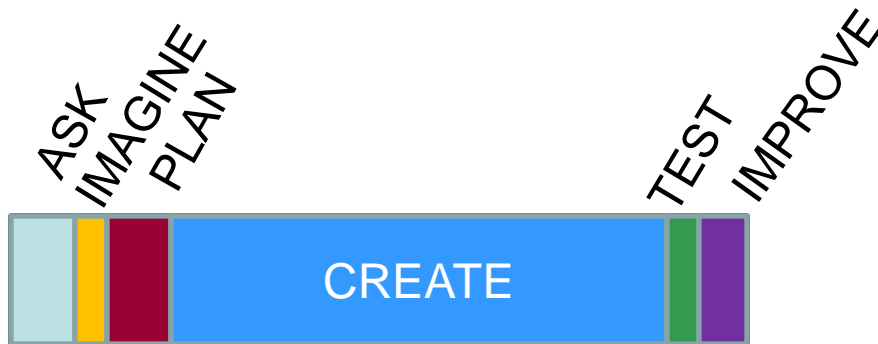 ASK
IMAGINE
PLAN
CREATE
TEST
IMPROVE